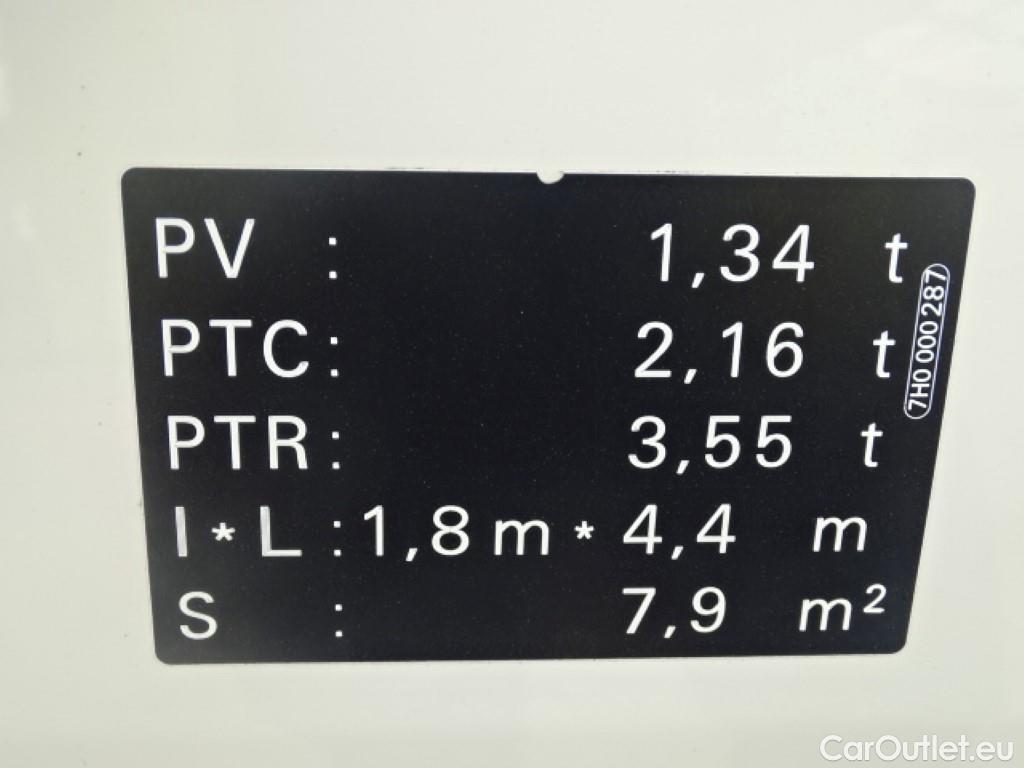 PV : 1,34 t
PTC: 2,16 t
PTR: 3,55 t
I*L :1,8 m * 4,4 m
S : 7,9 m²
7H0 000 287
CarOutlet.eu